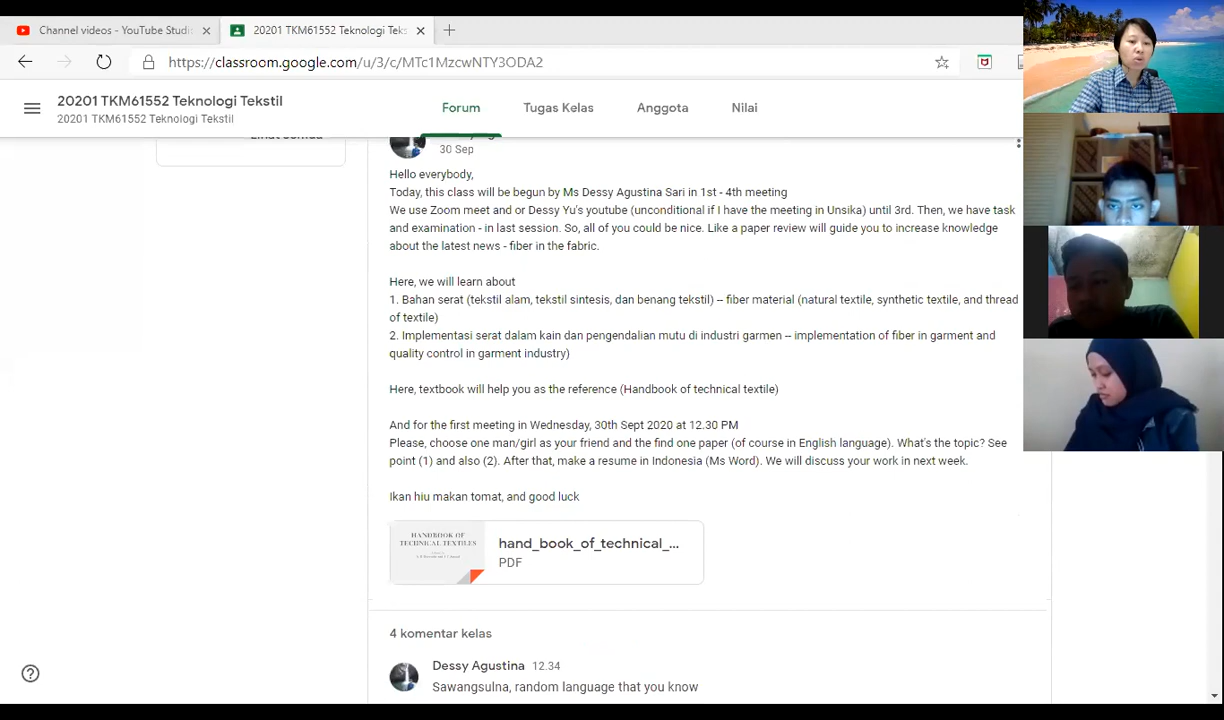 Channel videos - YouTube Studi
20201 TKM61552 Teknologi Teks
https://classroom.google.com/u/3/c/MTc1MzcwNTY3ODA2
20201 TKM61552 Teknologi Tekstil
20201 TKM61552 Teknologi Tekstil
Forum
Tugas Kelas
Anggota
Nilai
30 Sep
Hello everybody,
Today, this class will be begun by Ms Dessy Agustina Sari in 1st - 4th meeting
We use Zoom meet and or Dessy Yu's youtube (unconditional if I have the meeting in Unsika) until 3rd. Then, we have task
and examination - in last session. So, all of you could be nice. Like a paper review will guide you to increase knowledge
about the latest news - fiber in the fabric.
Here, we will learn about
1. Bahan serat (tekstil alam, tekstil sintesis, dan benang tekstil) -- fiber material (natural textile, synthetic textile, and thread
of textile)
2. Implementasi serat dalam kain dan pengendalian mutu di industri garmen -- implementation of fiber in garment and
quality control in garment industry)
Here, textbook will help you as the reference (Handbook of technical textile)
And for the first meeting in Wednesday, 30th Sept 2020 at 12.30 PM
Please, choose one man/girl as your friend and the find one paper (of course in English language). What's the topic? See
point (1) and also (2). After that, make a resume in Indonesia (Ms Word). We will discuss your work in next week.
Ikan hiu makan tomat, and good luck
HANDBOOK OF
TECHNICAL TEXTILES
hand_book_of_technical_...
PDF
4 komentar kelas
Dessy Agustina 12.34
Sawangsulna, random language that you know